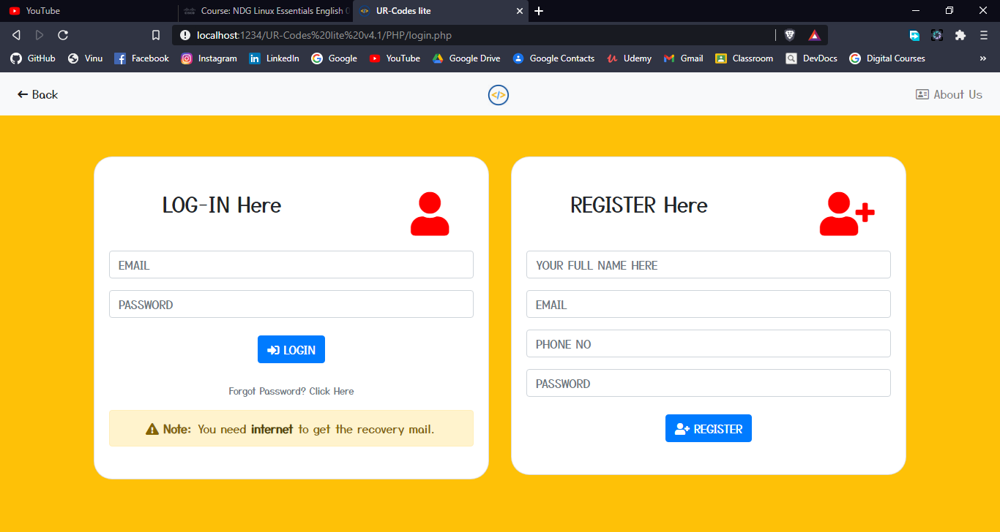 YouTube
Course: NDG Linux Essentials English
UR-Codes lite
localhost:1234/UR-Codes%20lite%20v4.1/PHP/login.php
GitHub Vinu Facebook Instagram LinkedIn Google YouTube Google Drive Google Contacts Udemy Gmail Classroom DevDocs Digital Courses »
Back
</>
About Us
LOG-IN Here
EMAIL
PASSWORD
LOGIN
Forgot Password? Click Here
Note: You need internet to get the recovery mail.
REGISTER Here
YOUR FULL NAME HERE
EMAIL
PHONE NO
PASSWORD
REGISTER